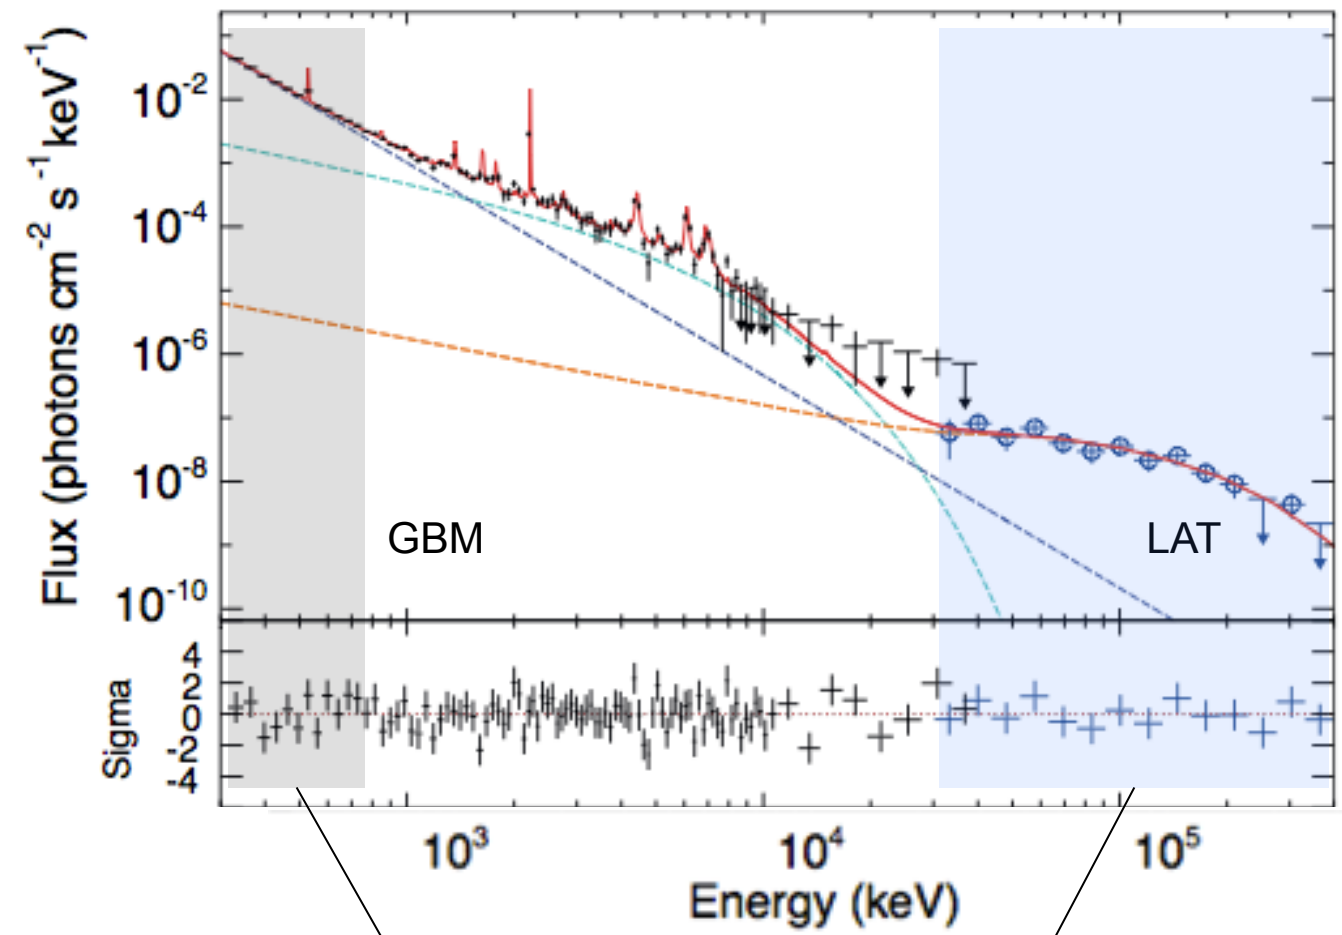 Flux (photons cm⁻² s⁻¹ keV⁻¹)
10⁻²
10⁻⁴
10⁻⁶
10⁻⁸
10⁻¹⁰
GBM
LAT
Sigma
4
2
0
-2
-4
10³
10⁴
10⁵
Energy (keV)